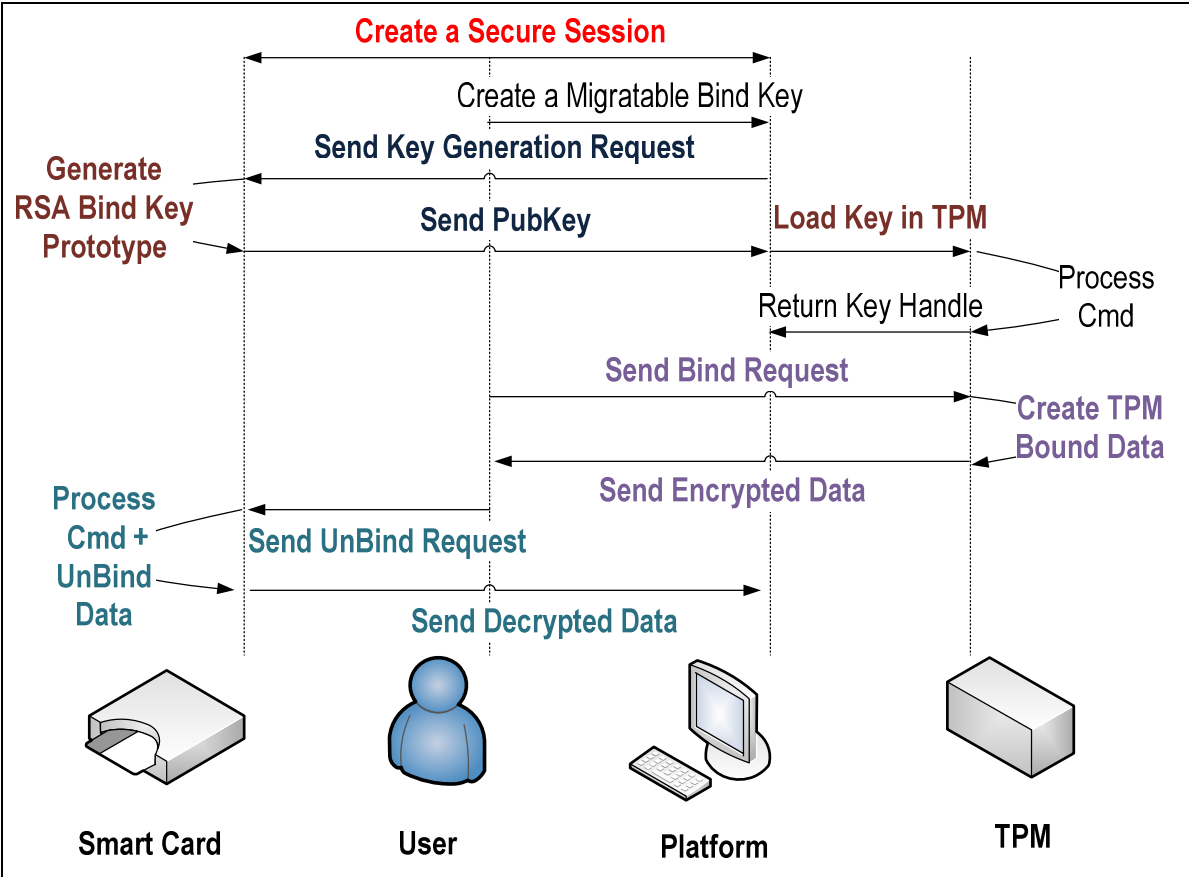 Create a Secure Session
Create a Migratable Bind Key
Send Key Generation Request
Generate
RSA Bind Key
Prototype
Send PubKey
Load Key in TPM
Process
Cmd
Return Key Handle
Send Bind Request
Create TPM
Bound Data
Send Encrypted Data
Process
Cmd +
UnBind
Data
Send UnBind Request
Send Decrypted Data
Smart Card
User
Platform
TPM